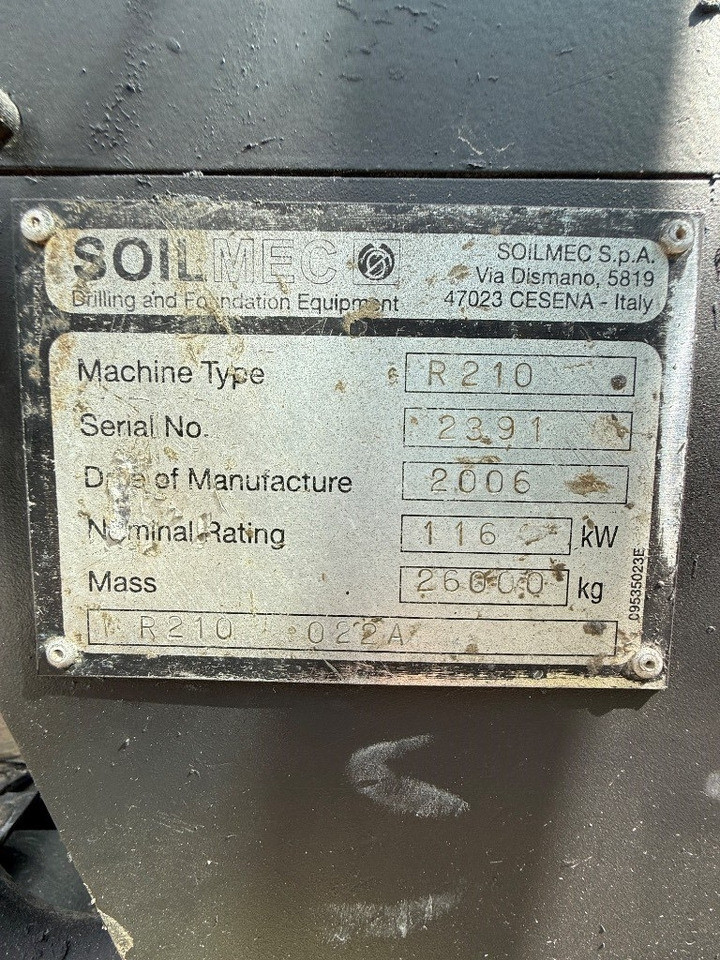 SOILMEC
Drilling and Foundation Equipment
SOILMEC S.p.A.
Via Dismano, 5819
47023 CESENA - Italy
Machine Type R210
Serial No. 2391
Date of Manufacture 2006
Nominal Rating 116 kW
Mass 26000 kg
R210 022A
09535023E